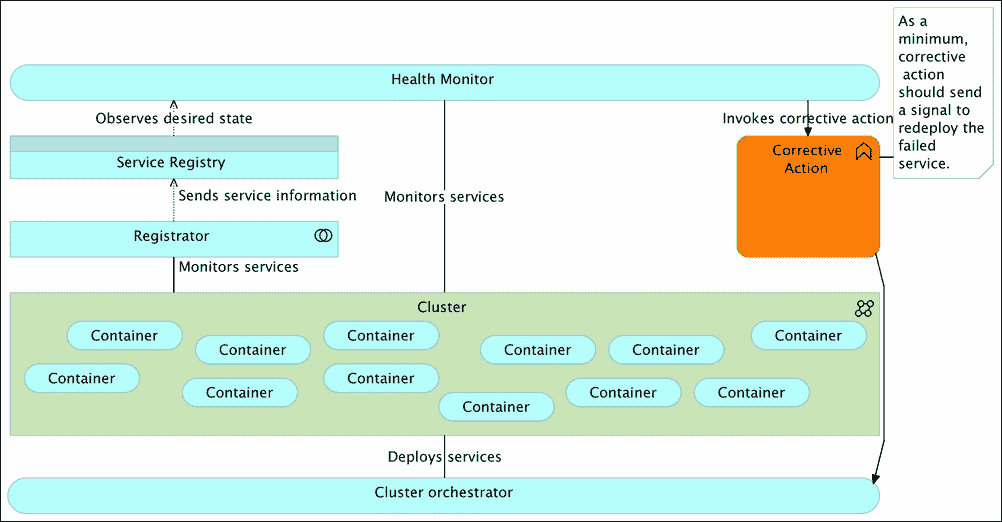 Health Monitor
As a
minimum,
corrective
action
should send
a signal to
redeploy the
failed
service.
Observes desired state
Invokes corrective action
Service Registry
Corrective
Action
Sends service information
Monitors services
Registrator
Monitors services
Cluster
Container
Container
Container
Container
Container
Container
Container
Container
Container
Container
Container
Container
Deploys services
Cluster orchestrator